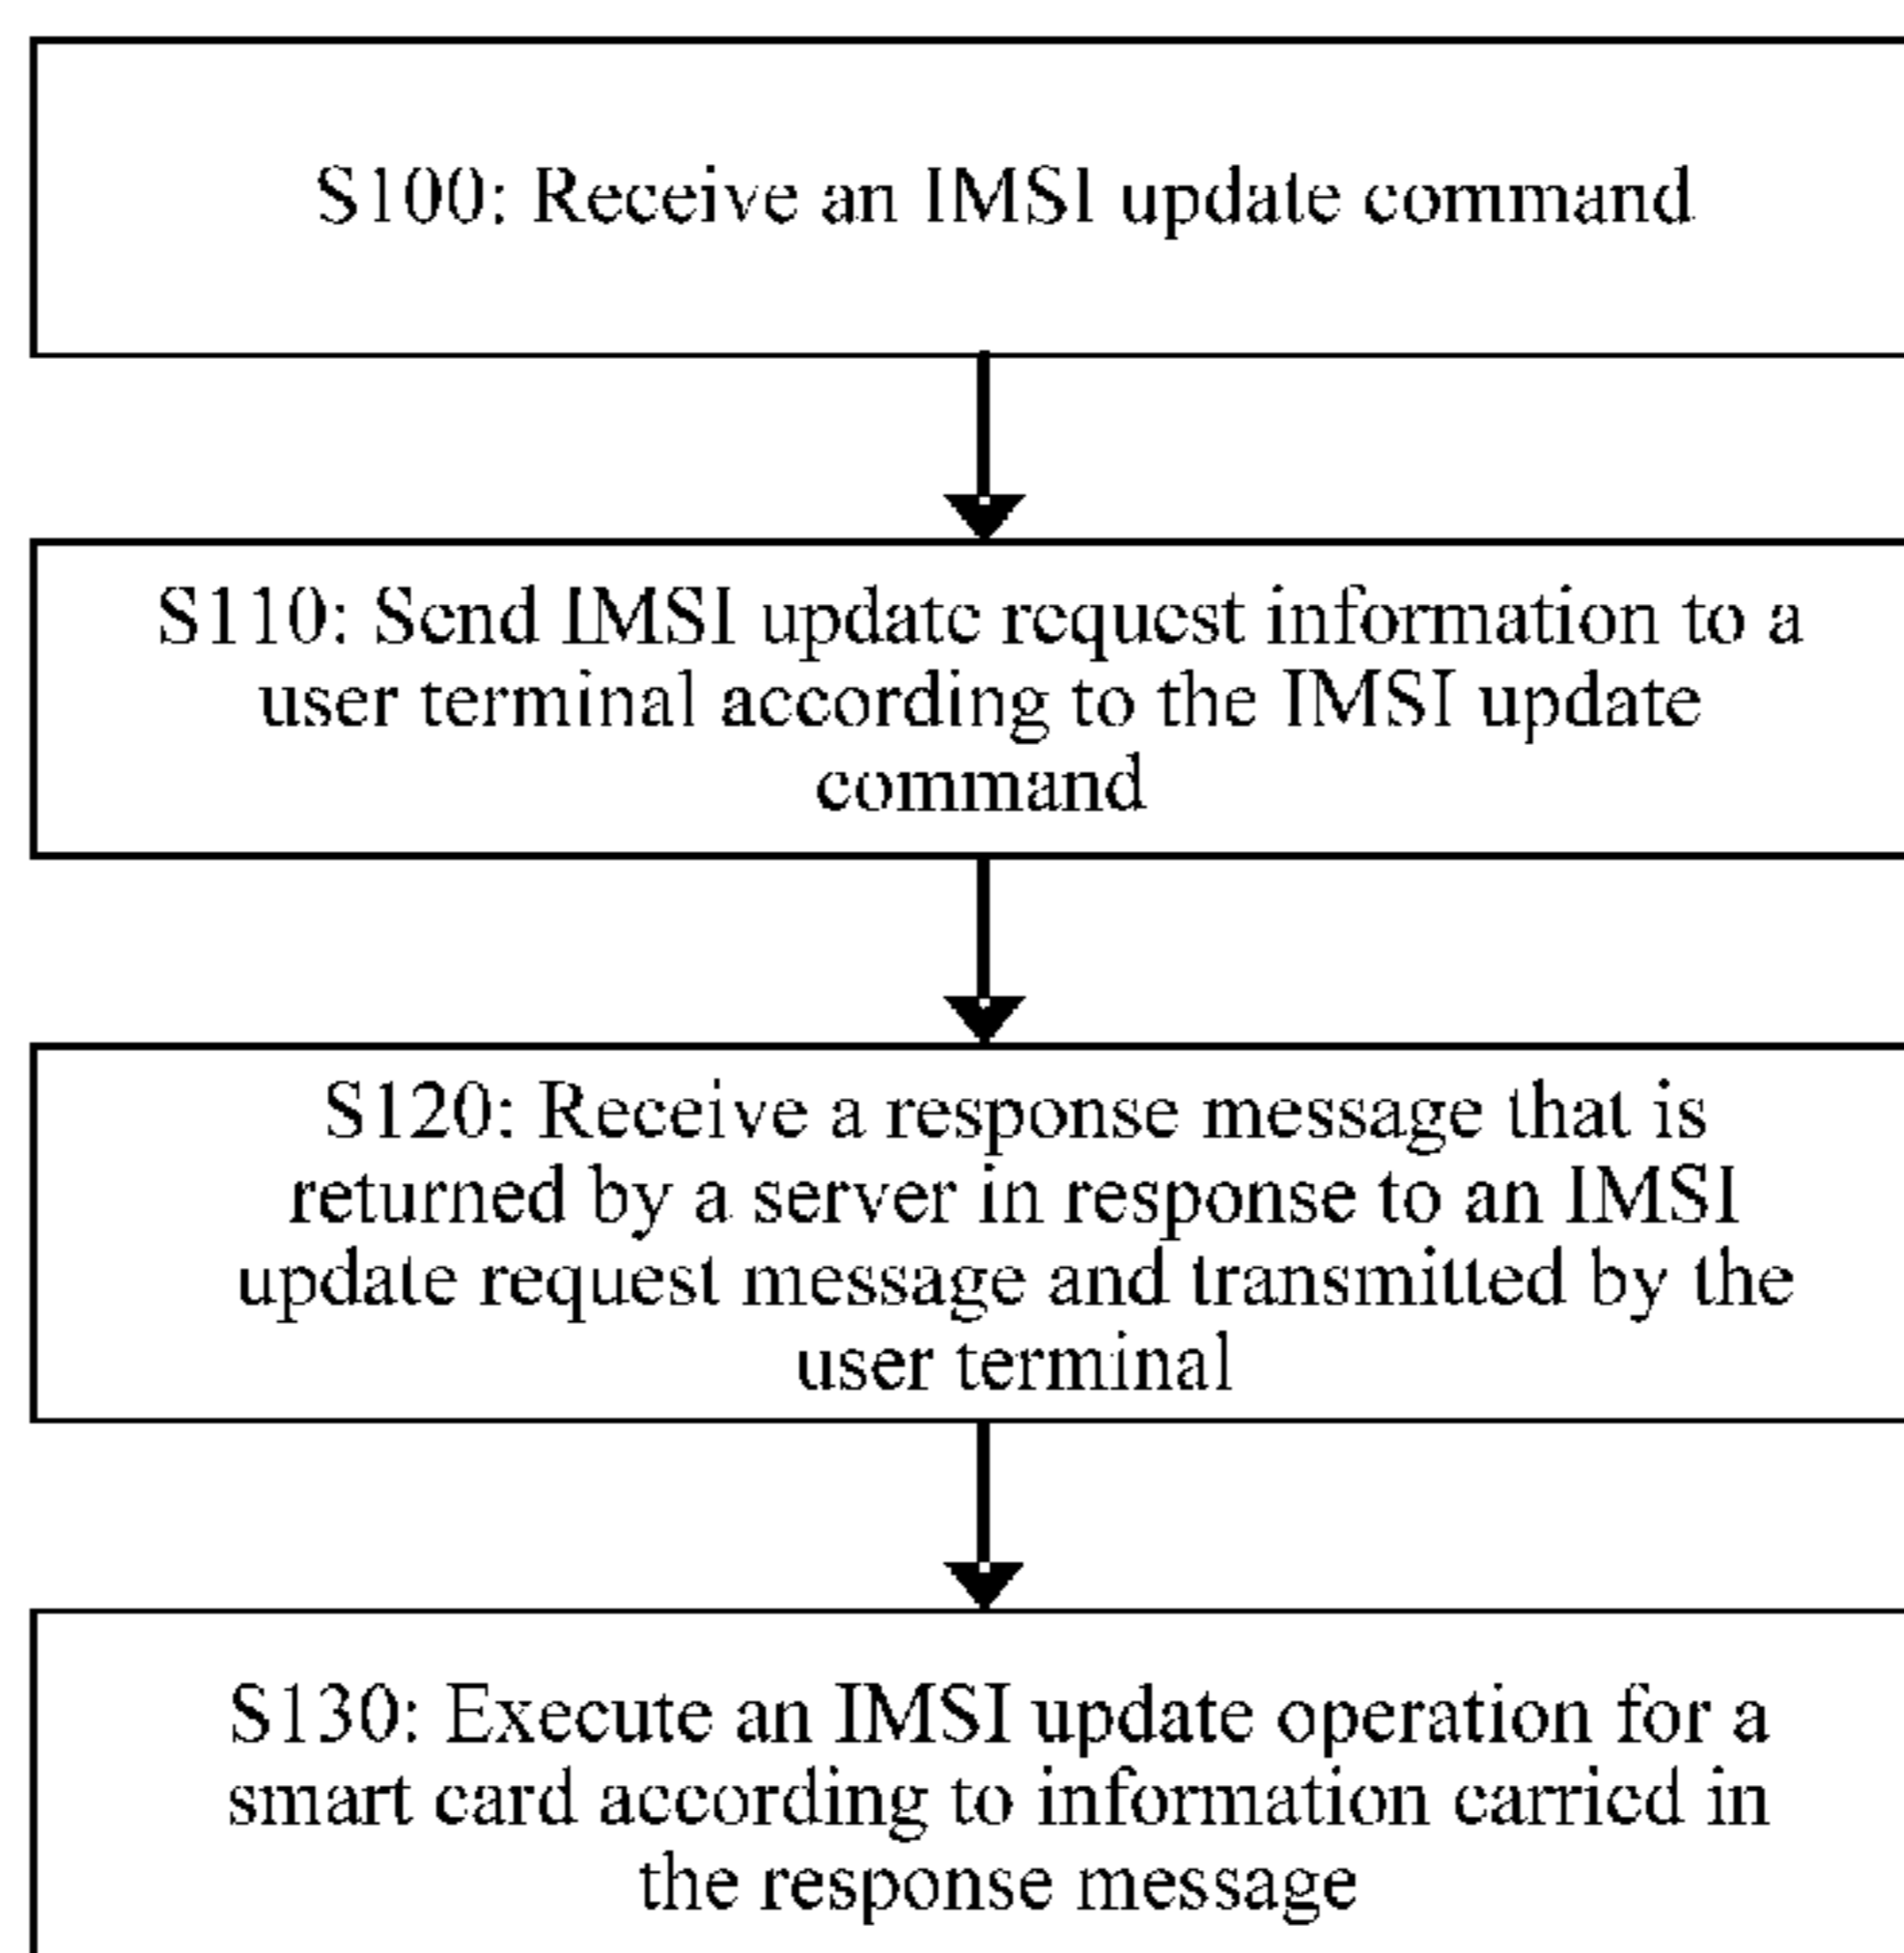 S100: Receive an IMSI update command
S110: Send IMSI update request information to a
user terminal according to the IMSI update
command
S120: Receive a response message that is
returned by a server in response to an IMSI
update request message and transmitted by the
user terminal
S130: Execute an IMSI update operation for a
smart card according to information carried in
the response message